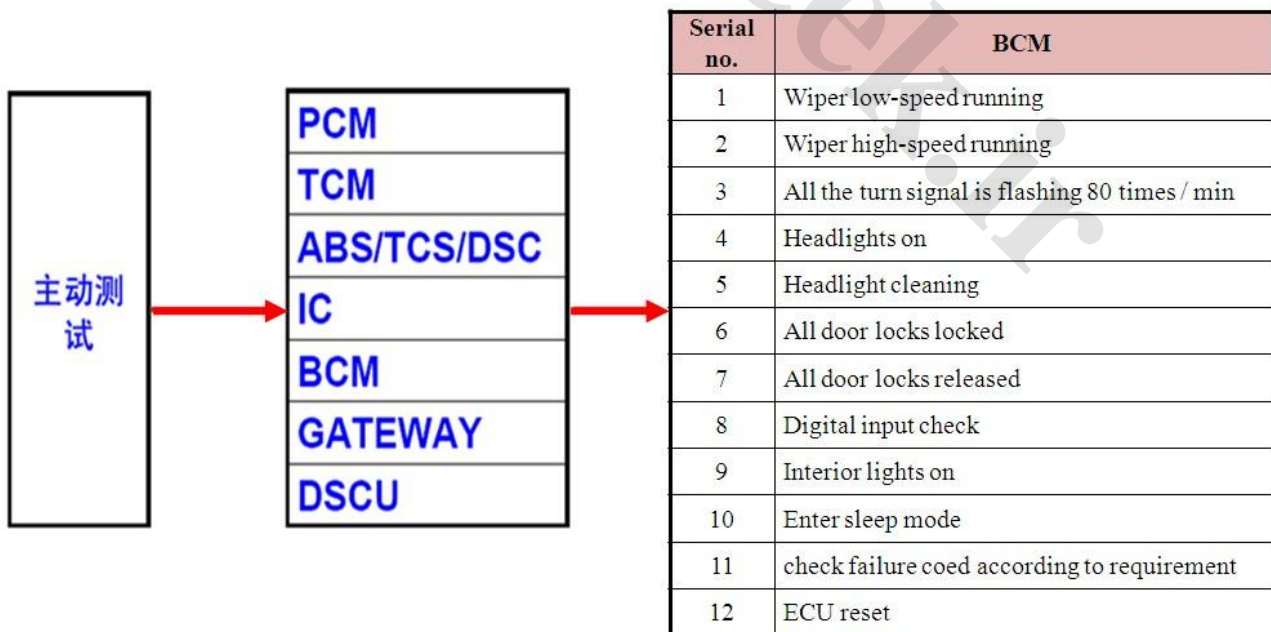 主动测
试
PCM
TCM
ABS/TCS/DSC
IC
BCM
GATEWAY
DSCU
Serial no. BCM
1 Wiper low-speed running
2 Wiper high-speed running
3 All the turn signal is flashing 80 times / min
4 Headlights on
5 Headlight cleaning
6 All door locks locked
7 All door locks released
8 Digital input check
9 Interior lights on
10 Enter sleep mode
11 check failure coed according to requirement
12 ECU reset
ek.ir